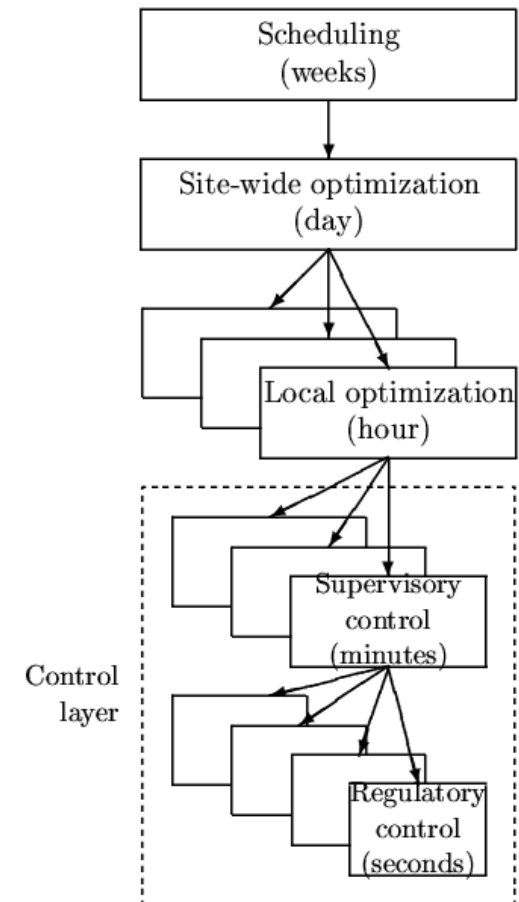 Scheduling
(weeks)
Site-wide optimization
(day)
Local optimization
(hour)
Supervisory
control
(minutes)
Control
layer
Regulatory
control
(seconds)